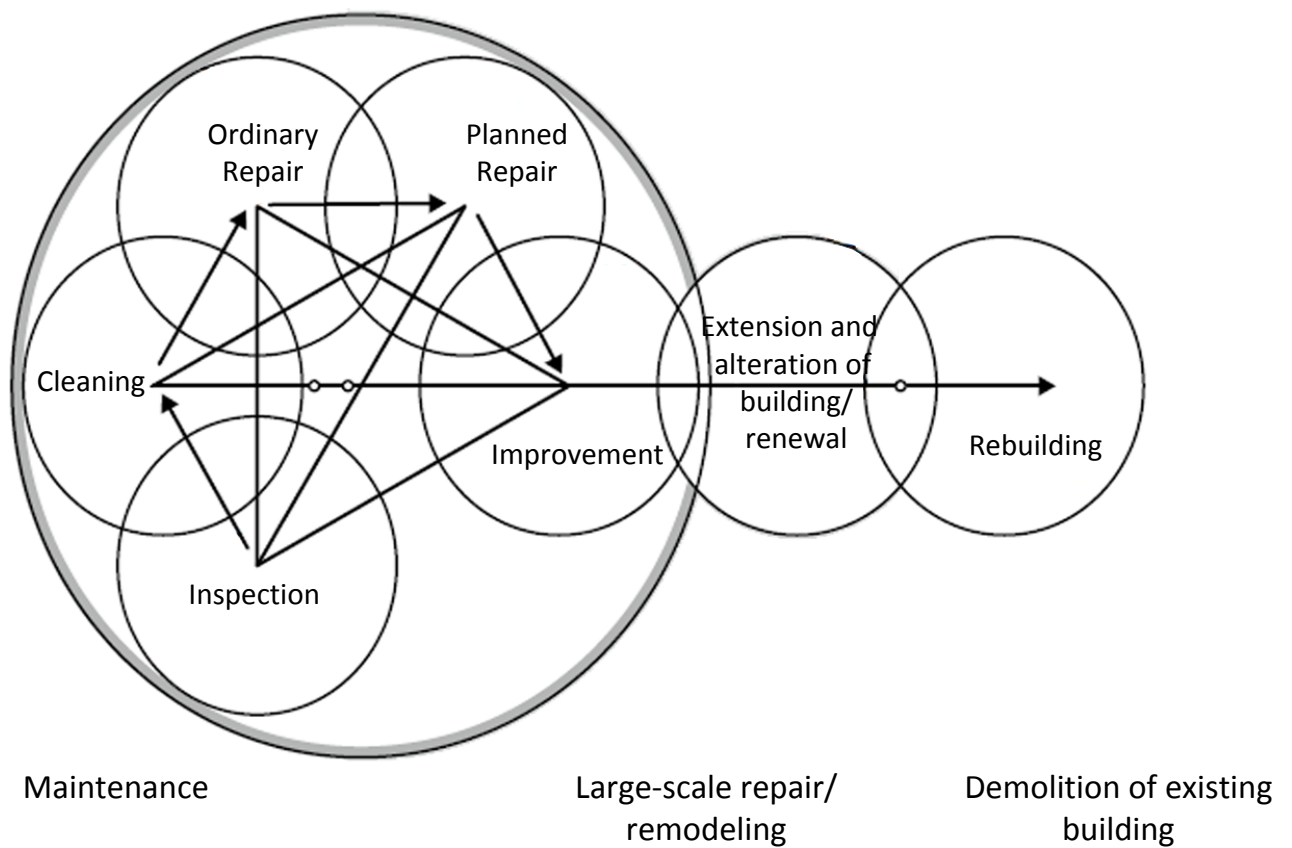 Ordinary
Repair
Planned
Repair
Cleaning
Extension and
alteration of
building/
renewal
Improvement
Rebuilding
Inspection
Maintenance
Large-scale repair/
remodeling
Demolition of existing
building